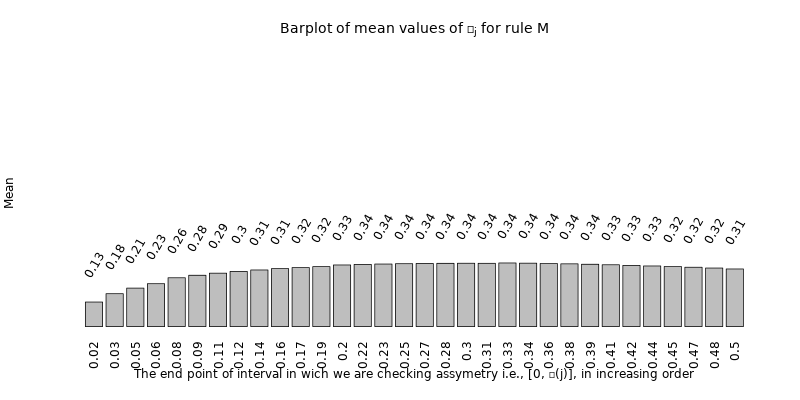 Barplot of mean values of □j for rule M
Mean
0.13 0.18 0.21 0.23 0.26 0.28 0.29 0.3 0.31 0.31 0.32 0.32 0.33 0.34 0.34 0.34 0.34 0.34 0.34 0.34 0.34 0.34 0.34 0.34 0.34 0.33 0.33 0.33 0.32 0.32 0.32 0.31
0.02 0.03 0.05 0.06 0.08 0.09 0.11 0.12 0.14 0.16 0.17 0.19 0.2 0.22 0.23 0.25 0.27 0.28 0.3 0.31 0.33 0.34 0.36 0.38 0.39 0.41 0.42 0.44 0.45 0.47 0.48 0.5
The end point of interval in wich we are checking assymetry i.e., [0, □(j)], in increasing order